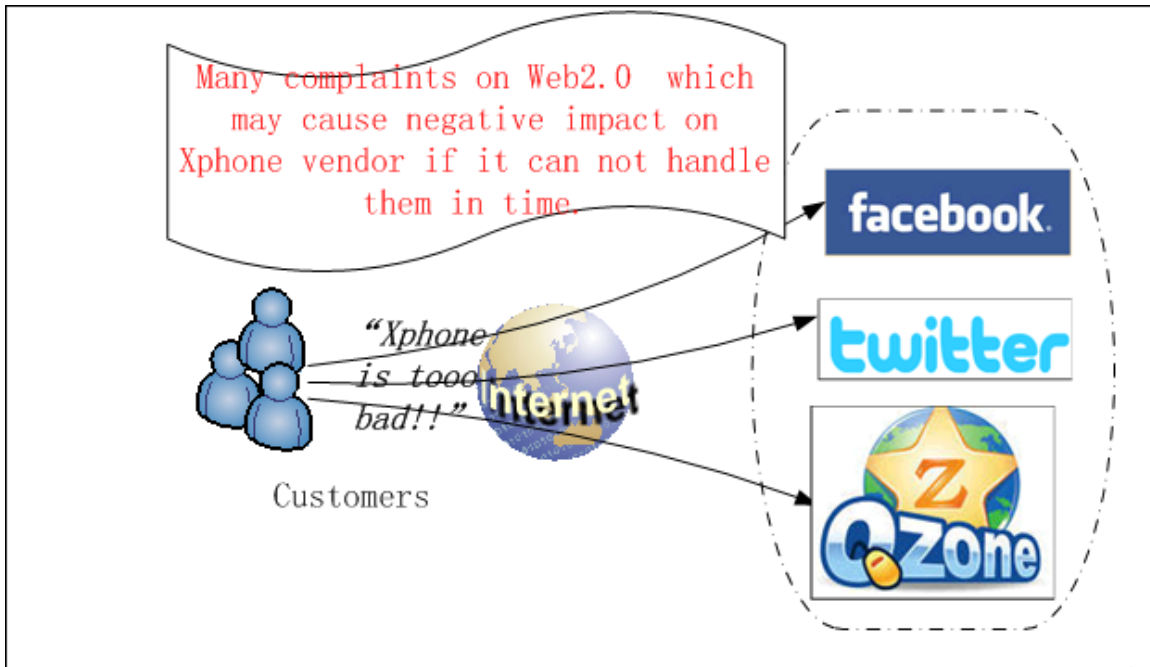 Many complaints on Web2.0 which
may cause negative impact on
Xphone vendor if it can not handle
them in time.
facebook.
“Xphone
is tooo
bad!!”
Internet
twitter
Z
QZone
Customers